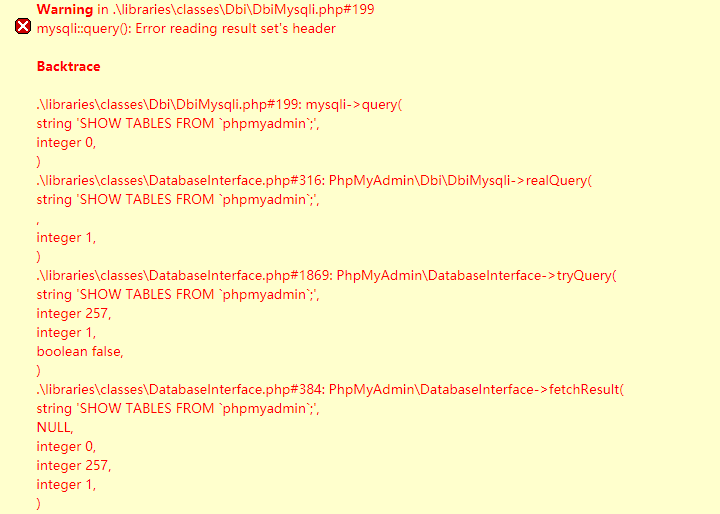 Warning in .\libraries\classes\Dbi\DbiMysqli.php#199
mysqli::query(): Error reading result set's header
Backtrace
.\libraries\classes\Dbi\DbiMysqli.php#199: mysqli->query(
string 'SHOW TABLES FROM `phpmyadmin`;',
integer 0,
)
.\libraries\classes\DatabaseInterface.php#316: PhpMyAdmin\Dbi\DbiMysqli->realQuery(
string 'SHOW TABLES FROM `phpmyadmin`;',
,
integer 1,
)
.\libraries\classes\DatabaseInterface.php#1869: PhpMyAdmin\DatabaseInterface->tryQuery(
string 'SHOW TABLES FROM `phpmyadmin`;',
integer 257,
integer 1,
boolean false,
)
.\libraries\classes\DatabaseInterface.php#384: PhpMyAdmin\DatabaseInterface->fetchResult(
string 'SHOW TABLES FROM `phpmyadmin`;',
NULL,
integer 0,
integer 257,
integer 1,
)